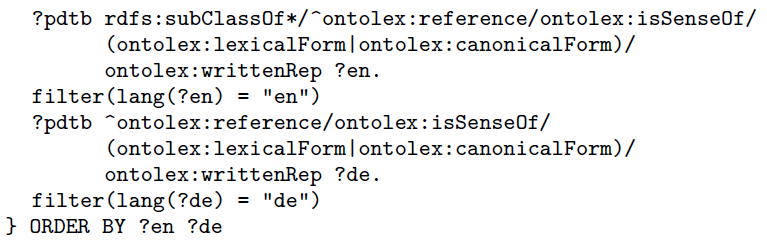 ?pdtb rdfs:subClassOf*/^ontolex:reference/ontolex:isSenseOf/
(ontolex:lexicalForm|ontolex:canonicalForm)/
ontolex:writtenRep ?en.
filter(lang(?en) = "en")
?pdtb ^ontolex:reference/ontolex:isSenseOf/
(ontolex:lexicalForm|ontolex:canonicalForm)/
ontolex:writtenRep ?de.
filter(lang(?de) = "de")
} ORDER BY ?en ?de